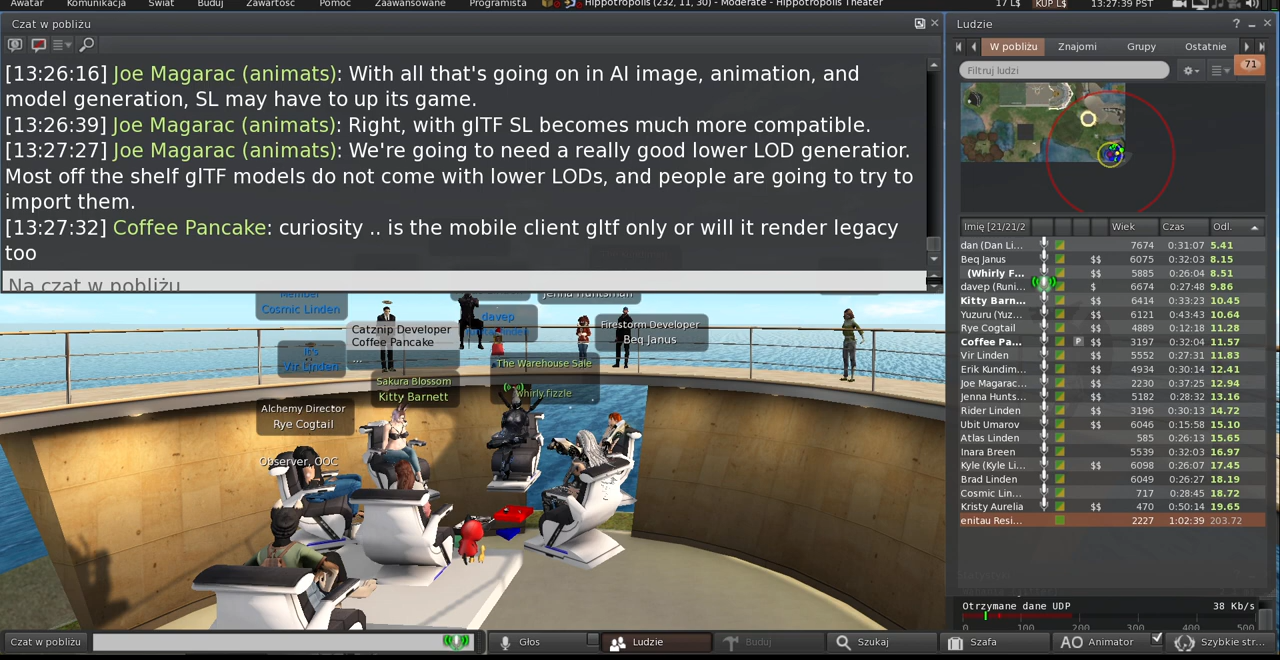 Awatar Komunikacja Świat Buduj Zawartość Pomoc Zaawansowane Programista Hippotropolis (232, 11, 30) - Moderate - Hippotropolis Theater 17 L$ KUP L$ 13:27:39 PST
Czat w pobliżu
[13:26:16] Joe Magarac (animats): With all that's going on in AI image, animation, and
model generation, SL may have to up its game.
[13:26:39] Joe Magarac (animats): Right, with glTF SL becomes much more compatible.
[13:27:27] Joe Magarac (animats): We're going to need a really good lower LOD generatior.
Most off the shelf glTF models do not come with lower LODs, and people are going to try to
import them.
[13:27:32] Coffee Pancake: curiosity .. is the mobile client gltf only or will it render legacy
too
Na czat w pobliżu
Member
Cosmic Linden
davep
Jenna Huntsman
Catznip Developer
Coffee Pancake
...
Firestorm Developer
Beq Janus
It's
Vir Linden
The Warehouse Sale
whirly.fizzle
Sakura Blossom
Kitty Barnett
Alchemy Director
Rye Cogtail
Observer, OOC
Ludzie
W pobliżu Znajomi Grupy Ostatnie
Filtruj ludzi
71
Imię [21/21/2 Wiek Czas Odl.
dan (Dan Li... 7674 0:31:07 5.41
Beq Janus $$ 6075 0:32:03 8.15
(Whirly F... $$ 5885 0:26:04 8.51
davep (Runi... $ 6674 0:27:48 9.86
Kitty Barn... $$ 6414 0:33:23 10.45
Yuzuru (Yuz... $$ 6121 0:43:43 10.64
Rye Cogtail $$ 4889 0:12:18 11.28
Coffee Pa... P $$ 3197 0:32:04 11.57
Vir Linden $$ 5552 0:27:31 11.83
Erik Kundim... $$ 4934 0:30:14 12.41
Joe Magarac... $$ 2230 0:37:25 12.94
Jenna Hunts... $$ 5182 0:28:32 13.16
Rider Linden $$ 3196 0:30:13 14.72
Ubit Umarov $$ 6046 0:15:58 15.10
Atlas Linden 585 0:26:13 15.65
Inara Breen 5539 0:32:03 16.97
Kyle (Kyle Li... $$ 6098 0:26:07 17.45
Brad Linden 6049 0:26:27 18.19
Cosmic Lin... 717 0:28:45 18.72
Kristy Aurelia $$ 470 0:50:14 19.65
enitau Resi... 2227 1:02:39 203.72
Otrzymane dane UDP 38 Kb/s
0 100 200 300 400 500
Czat w pobliżu Głos Ludzie Buduj Szukaj Szafa AO Animator Szybkie str...